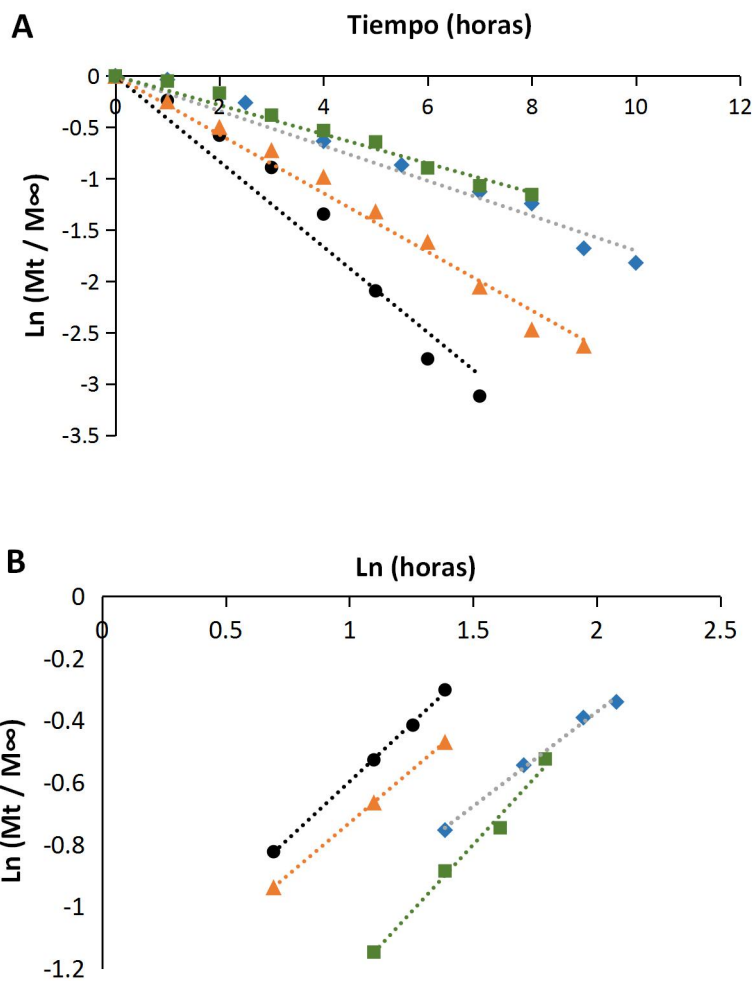 A
Tiempo (horas)
0
0 2 4 6 8 10 12
-0.5
-1
-1.5
-2
-2.5
-3
-3.5
Ln (Mt / M∞)
B
Ln (horas)
0
0 0.5 1 1.5 2 2.5
-0.2
-0.4
-0.6
-0.8
-1
-1.2
Ln (Mt / M∞)